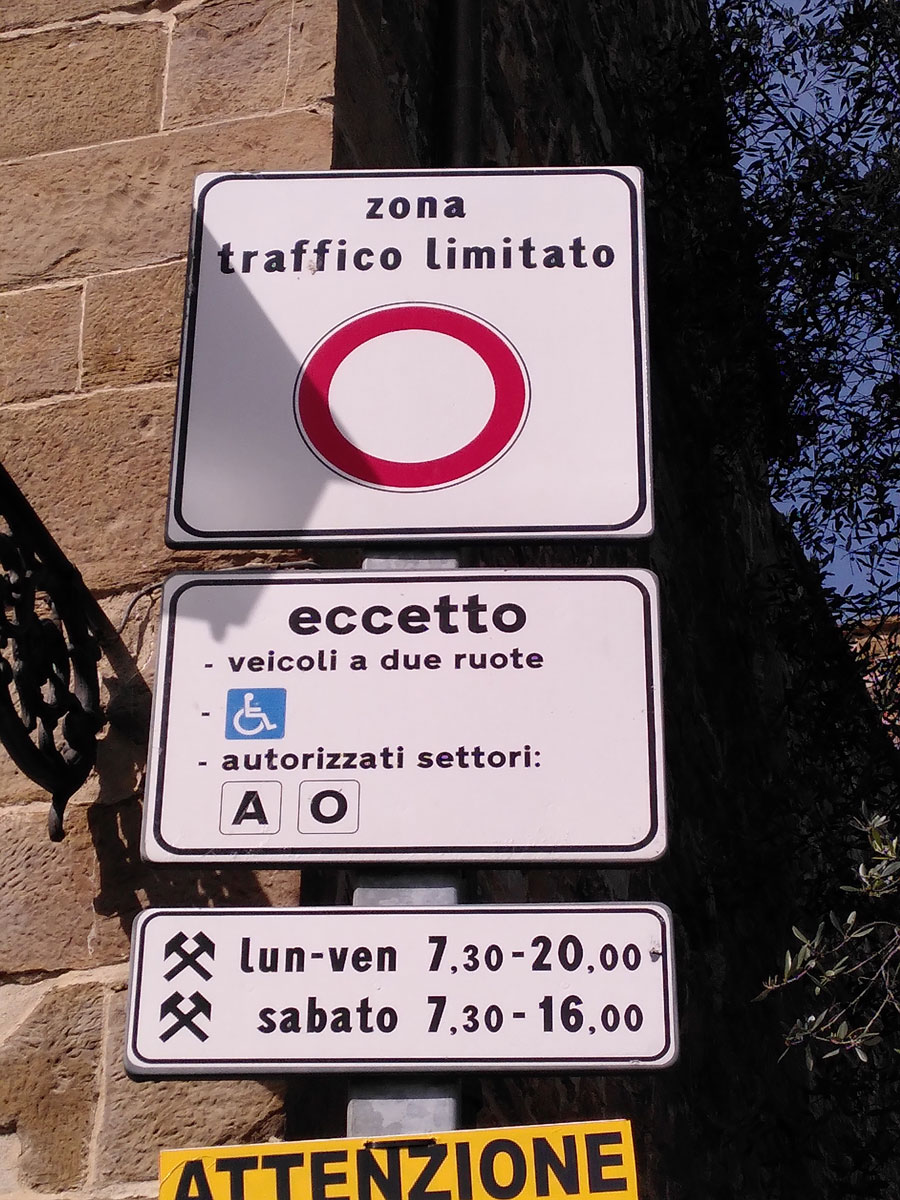 zona
traffico limitato
eccetto
- veicoli a due ruote
-
- autorizzati settori:
A O
lun-ven 7,30-20,00
sabato 7,30-16,00
ATTENZIONE